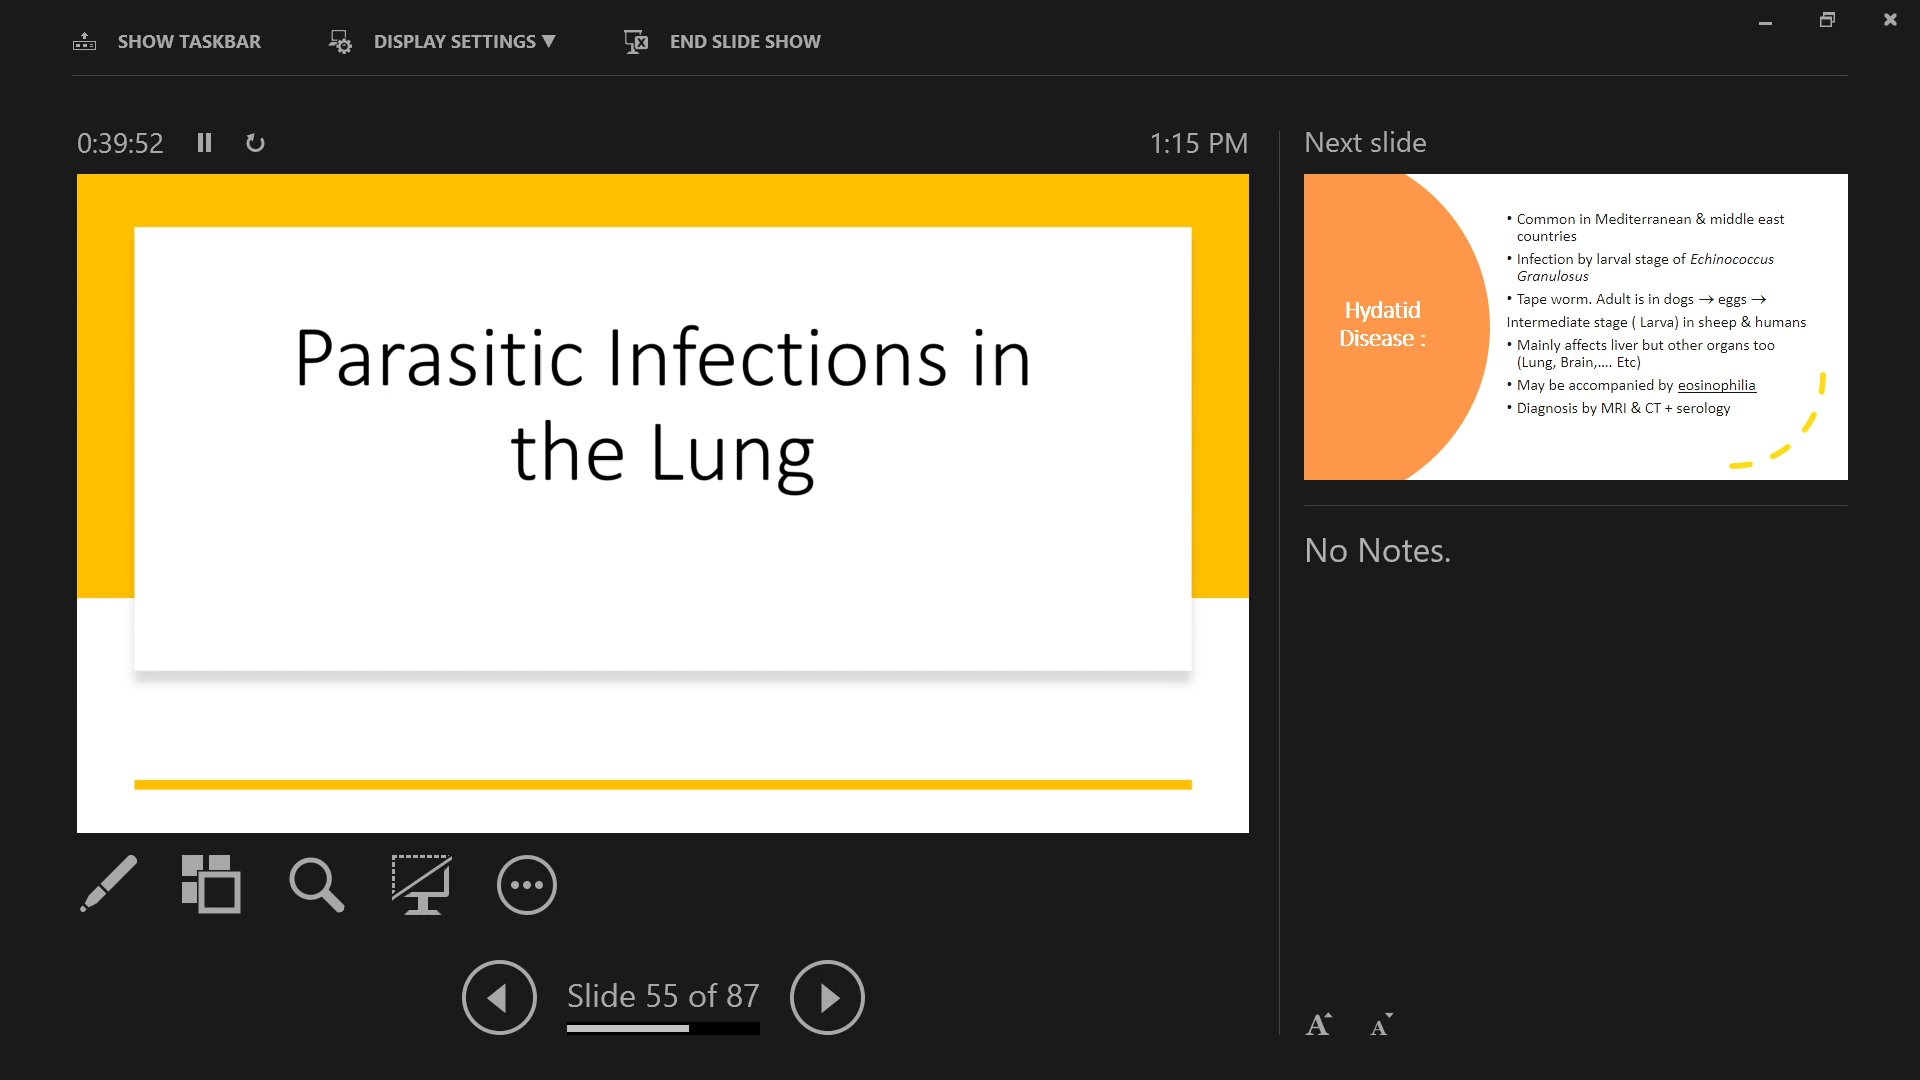 SHOW TASKBAR
DISPLAY SETTINGS ▼
END SLIDE SHOW
0:39:52
1:15 PM
Parasitic Infections in
the Lung
Slide 55 of 87
Next slide
Hydatid
Disease :
• Common in Mediterranean & middle east
countries
• Infection by larval stage of Echinococcus
Granulosus
• Tape worm. Adult is in dogs → eggs →
Intermediate stage ( Larva) in sheep & humans
• Mainly affects liver but other organs too
(Lung, Brain,.... Etc)
• May be accompanied by eosinophilia
• Diagnosis by MRI & CT + serology
No Notes.
A A